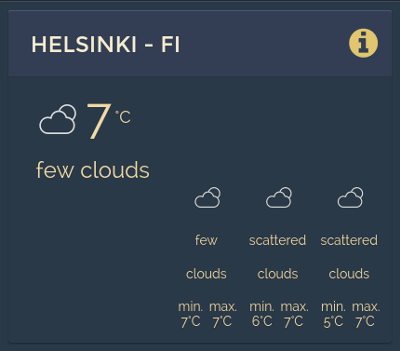 HELSINKI - FI
7 °C
few clouds
few scattered scattered
clouds clouds clouds
min. max. min. max. min. max.
7°C 7°C 6°C 7°C 5°C 7°C